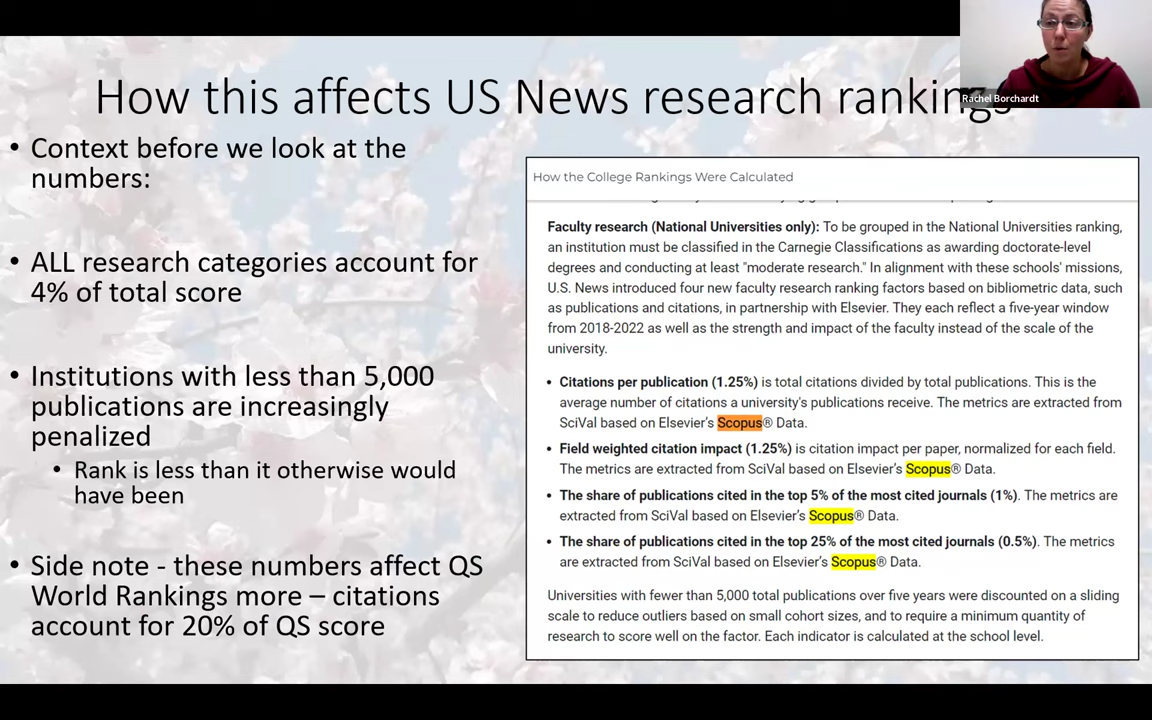 How this affects US News research rankings
Rachel Borchardt
• Context before we look at the
numbers:
• ALL research categories account for
4% of total score
• Institutions with less than 5,000
publications are increasingly
penalized
• Rank is less than it otherwise would
have been
• Side note - these numbers affect QS
World Rankings more – citations
account for 20% of QS score
How the College Rankings Were Calculated
Faculty research (National Universities only): To be grouped in the National Universities ranking,
an institution must be classified in the Carnegie Classifications as awarding doctorate-level
degrees and conducting at least "moderate research." In alignment with these schools' missions,
U.S. News introduced four new faculty research ranking factors based on bibliometric data, such
as publications and citations, in partnership with Elsevier. They each reflect a five-year window
from 2018-2022 as well as the strength and impact of the faculty instead of the scale of the
university.
• Citations per publication (1.25%) is total citations divided by total publications. This is the
average number of citations a university's publications receive. The metrics are extracted from
SciVal based on Elsevier's Scopus® Data.
• Field weighted citation impact (1.25%) is citation impact per paper, normalized for each field.
The metrics are extracted from SciVal based on Elsevier's Scopus® Data.
• The share of publications cited in the top 5% of the most cited journals (1%). The metrics are
extracted from SciVal based on Elsevier's Scopus® Data.
• The share of publications cited in the top 25% of the most cited journals (0.5%). The metrics
are extracted from SciVal based on Elsevier's Scopus® Data.
Universities with fewer than 5,000 total publications over five years were discounted on a sliding
scale to reduce outliers based on small cohort sizes, and to require a minimum quantity of
research to score well on the factor. Each indicator is calculated at the school level.